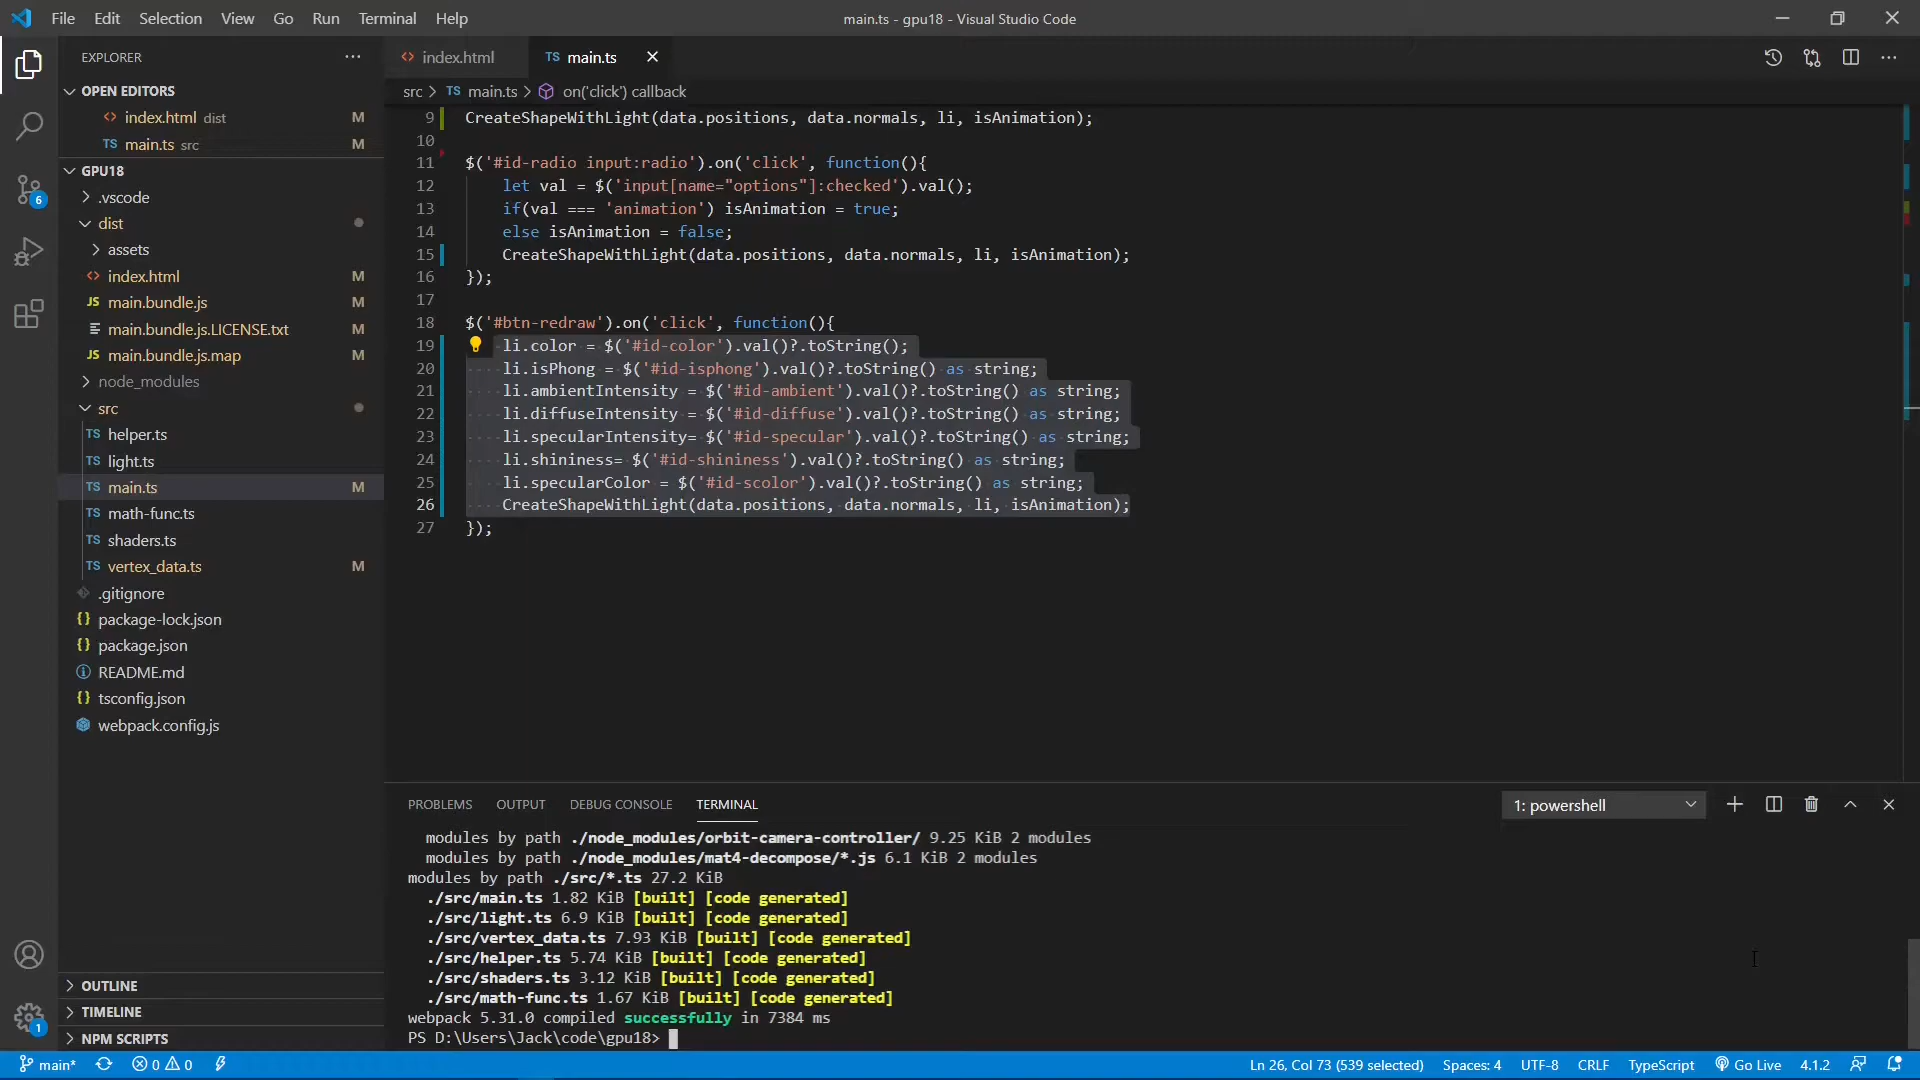 File Edit Selection View Go Run Terminal Help
main.ts - gpu18 - Visual Studio Code
EXPLORER
OPEN EDITORS
index.html dist M
main.ts src M
GPU18
.vscode
dist
assets
index.html M
JS main.bundle.js M
main.bundle.js.LICENSE.txt M
JS main.bundle.js.map M
node_modules
src
TS helper.ts
TS light.ts
TS main.ts M
TS math-func.ts
TS shaders.ts
TS vertex_data.ts M
.gitignore
{} package-lock.json
{} package.json
README.md
{} tsconfig.json
webpack.config.js
OUTLINE
TIMELINE
NPM SCRIPTS
6
1
<> index.html
TS main.ts
src > TS main.ts > on('click') callback
9 CreateShapeWithLight(data.positions, data.normals, li, isAnimation);
10
11 $('#id-radio input:radio').on('click', function(){
12 let val = $('input[name="options"]:checked').val();
13 if(val === 'animation') isAnimation = true;
14 else isAnimation = false;
15 CreateShapeWithLight(data.positions, data.normals, li, isAnimation);
16 });
17
18 $('#btn-redraw').on('click', function(){
19 li.color = $('#id-color').val()?.toString();
20 li.isPhong = $('#id-isphong').val()?.toString() as string;
21 li.ambientIntensity = $('#id-ambient').val()?.toString() as string;
22 li.diffuseIntensity = $('#id-diffuse').val()?.toString() as string;
23 li.specularIntensity= $('#id-specular').val()?.toString() as string;
24 li.shininess= $('#id-shininess').val()?.toString() as string;
25 li.specularColor = $('#id-scolor').val()?.toString() as string;
26 CreateShapeWithLight(data.positions, data.normals, li, isAnimation);
27 });
PROBLEMS OUTPUT DEBUG CONSOLE TERMINAL
1: powershell
modules by path ./node_modules/orbit-camera-controller/ 9.25 KiB 2 modules
modules by path ./node_modules/mat4-decompose/*.js 6.1 KiB 2 modules
modules by path ./src/*.ts 27.2 KiB
./src/main.ts 1.82 KiB [built] [code generated]
./src/light.ts 6.9 KiB [built] [code generated]
./src/vertex_data.ts 7.93 KiB [built] [code generated]
./src/helper.ts 5.74 KiB [built] [code generated]
./src/shaders.ts 3.12 KiB [built] [code generated]
./src/math-func.ts 1.67 KiB [built] [code generated]
webpack 5.31.0 compiled successfully in 7384 ms
PS D:\Users\Jack\code\gpu18>
main* 0 0
Ln 26, Col 73 (539 selected) Spaces: 4 UTF-8 CRLF TypeScript Go Live 4.1.2